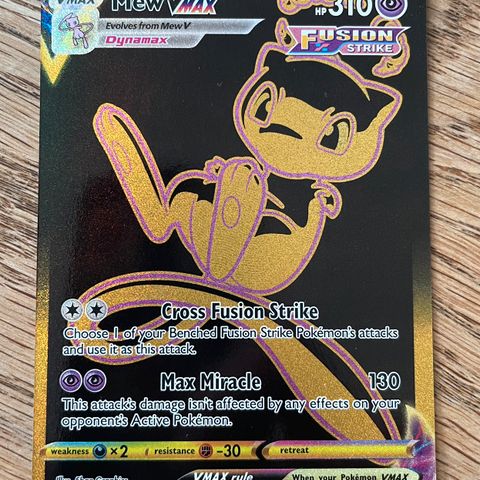 VMAX
Mew VMAX
HP 310
Evolves from Mew V
Dynamax
FUSION
STRIKE
Cross Fusion Strike
Choose 1 of your Benched Fusion Strike Pokémon's attacks
and use it as this attack.
Max Miracle 130
This attack's damage isn't affected by any effects on your
opponent's Active Pokémon.
weakness ×2 resistance -30 retreat
VMAX rule
When your Pokémon VMAX